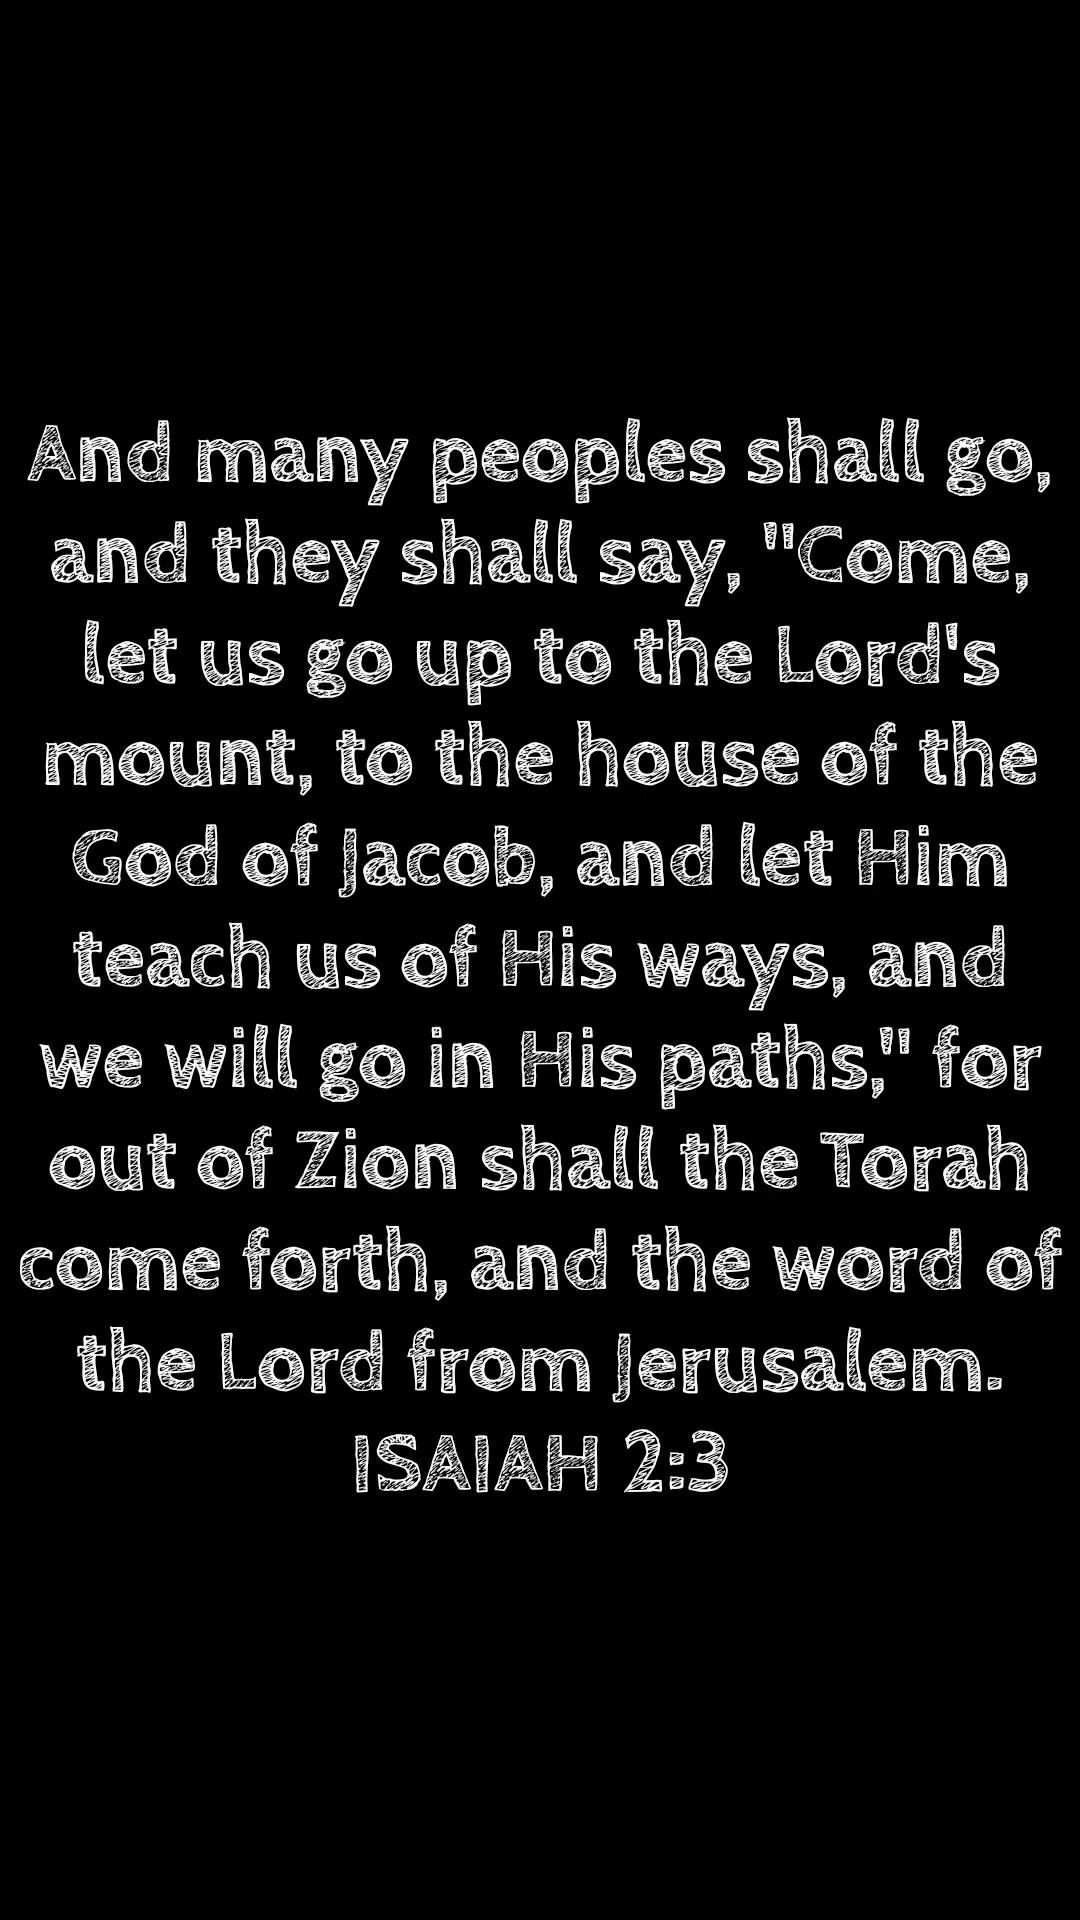 And many peoples shall go,
and they shall say, "Come,
let us go up to the Lord's
mount, to the house of the
God of Jacob, and let Him
teach us of His ways, and
we will go in His paths," for
out of Zion shall the Torah
come forth, and the word of
the Lord from Jerusalem.
ISAIAH 2:3